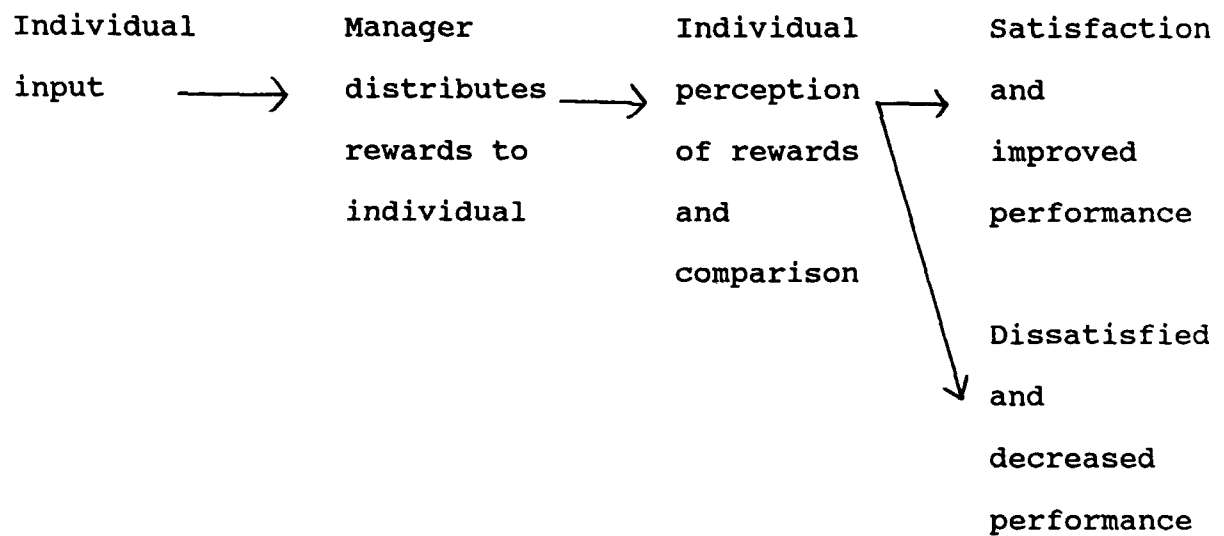 Individual
input
Manager
distributes
rewards to
individual
Individual
perception
of rewards
and
comparison
Satisfaction
and
improved
performance
Dissatisfied
and
decreased
performance